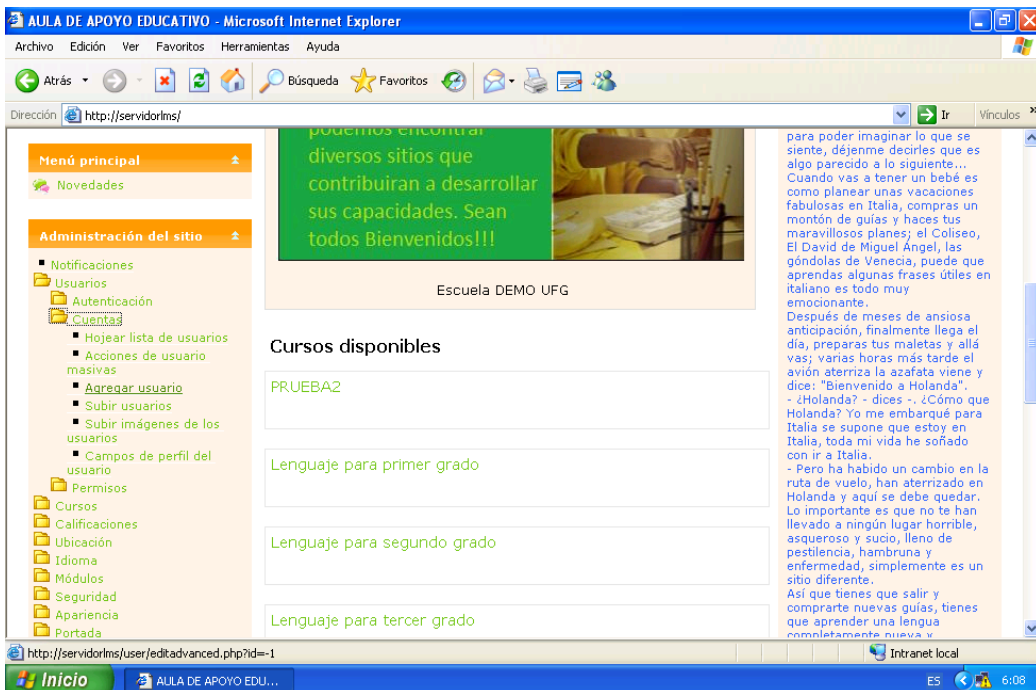 AULA DE APOYO EDUCATIVO - Microsoft Internet Explorer
Archivo Edición Ver Favoritos Herramientas Ayuda
Atrás Búsqueda Favoritos
Dirección http://servidorlms/ Ir Vínculos »
Menú principal
Novedades
Administración del sitio
Notificaciones
Usuarios
Autenticación
Cuentas
Hojear lista de usuarios
Acciones de usuario
masivas
Agregar usuario
Subir usuarios
Subir imágenes de los
usuarios
Campos de perfil del
usuario
Permisos
Cursos
Calificaciones
Ubicación
Idioma
Módulos
Seguridad
Apariencia
Portada
podemos encontrar
diversos sitios que
contribuiran a desarrollar
sus capacidades. Sean
todos Bienvenidos!!!
Escuela DEMO UFG
Cursos disponibles
PRUEBA2
Lenguaje para primer grado
Lenguaje para segundo grado
Lenguaje para tercer grado
para poder imaginar lo que se
siente, déjenme decirles que es
algo parecido a lo siguiente...
Cuando vas a tener un bebé es
como planear unas vacaciones
fabulosas en Italia, compras un
montón de guías y haces tus
maravillosos planes; el Coliseo,
El David de Miguel Ángel, las
góndolas de Venecia, puede que
aprendas algunas frases útiles en
italiano es todo muy
emocionante.
Después de meses de ansiosa
anticipación, finalmente llega el
día, preparas tus maletas y allá
vas; varias horas más tarde el
avión aterriza la azafata viene y
dice: "Bienvenido a Holanda".
- ¿Holanda? - dices -. ¿Cómo que
Holanda? Yo me embarqué para
Italia se supone que estoy en
Italia, toda mi vida he soñado
con ir a Italia.
- Pero ha habido un cambio en la
ruta de vuelo, han aterrizado en
Holanda y aquí se debe quedar.
Lo importante es que no te han
llevado a ningún lugar horrible,
asqueroso y sucio, lleno de
pestilencia, hambruna y
enfermedad, simplemente es un
sitio diferente.
Así que tienes que salir y
comprarte nuevas guías, tienes
que aprender una lengua
completamente nueva y
http://servidorlms/user/editadvanced.php?id=-1 Intranet local
Inicio AULA DE APOYO EDU... ES 6:08